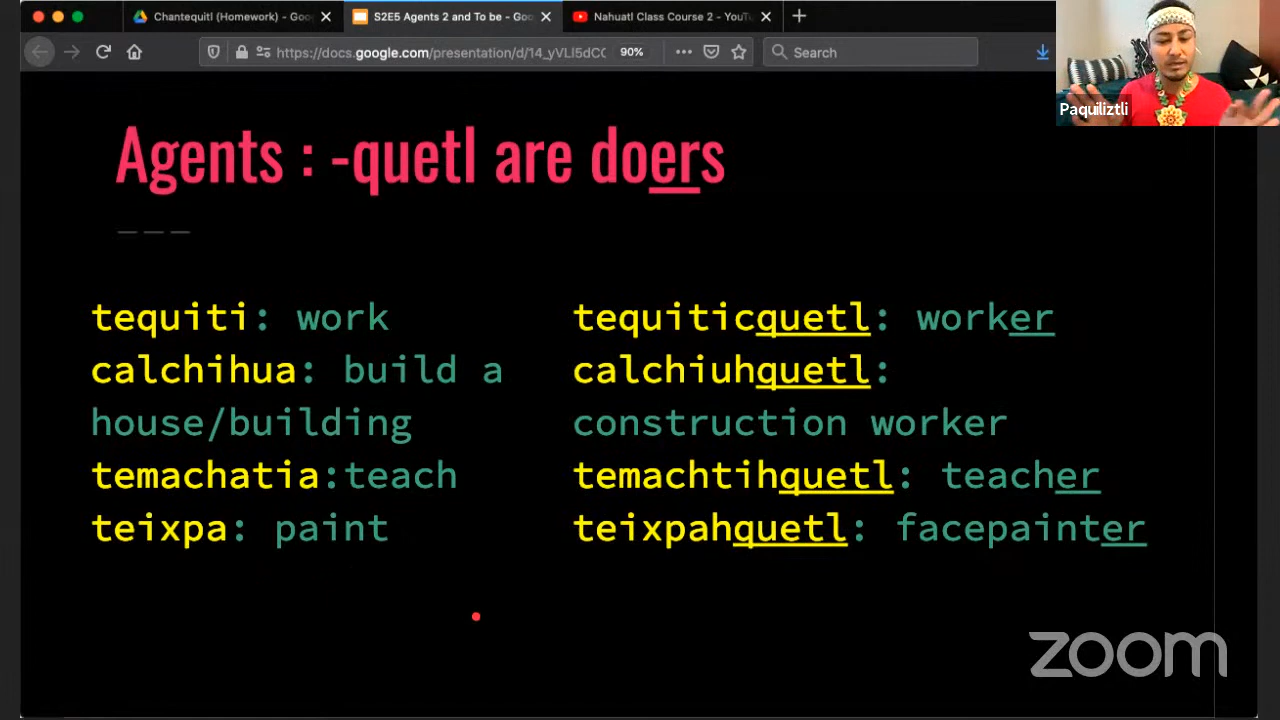 Chantequitl (Homework) - Goo
S2E5 Agents 2 and To be - Goo
Nahuatl Class Course 2 - YouTu
https://docs.google.com/presentation/d/14_yVLI5dCC
90%
Search
Paquiliztli
Agents : -quetl are doers
tequiti: work
calchihua: build a
house/building
temachatia:teach
teixpa: paint
tequiticquetl: worker
calchiuhquetl:
construction worker
temachtihquetl: teacher
teixpahquetl: facepainter
zoom